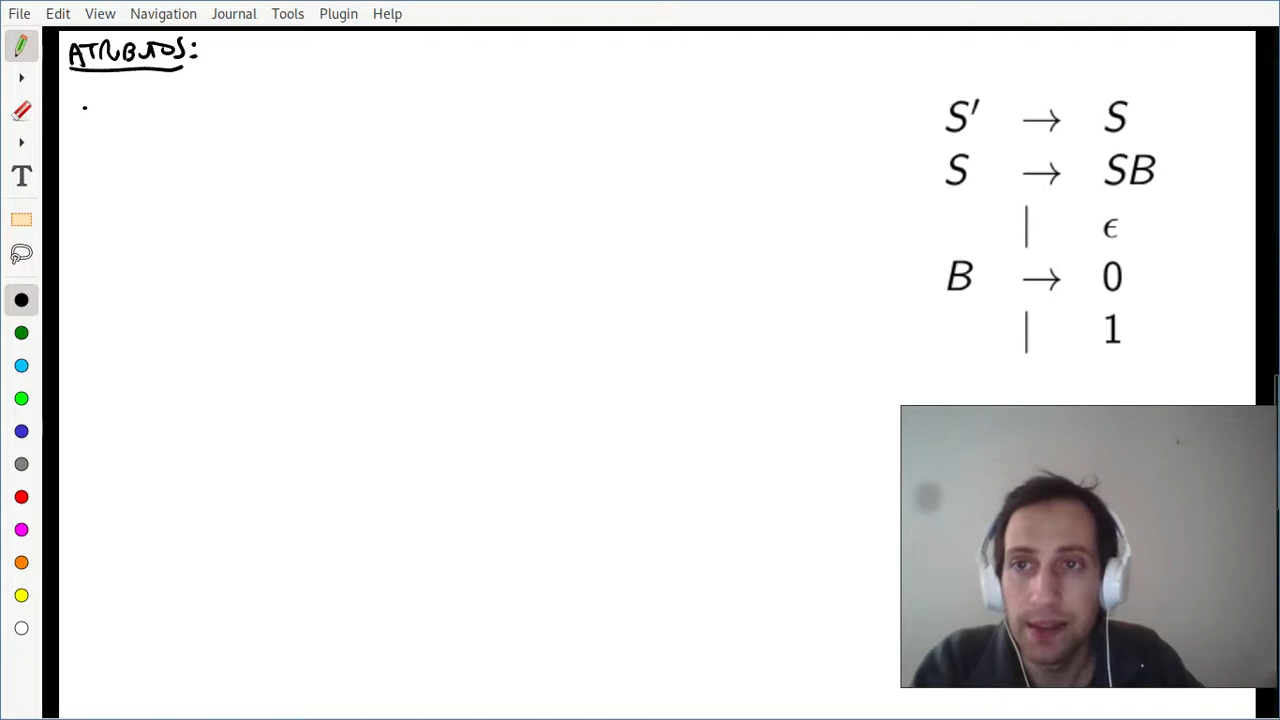 File Edit View Navigation Journal Tools Plugin Help
ATRIBUTOS:
S′ → S
S → SB
| ϵ
B → 0
| 1
T